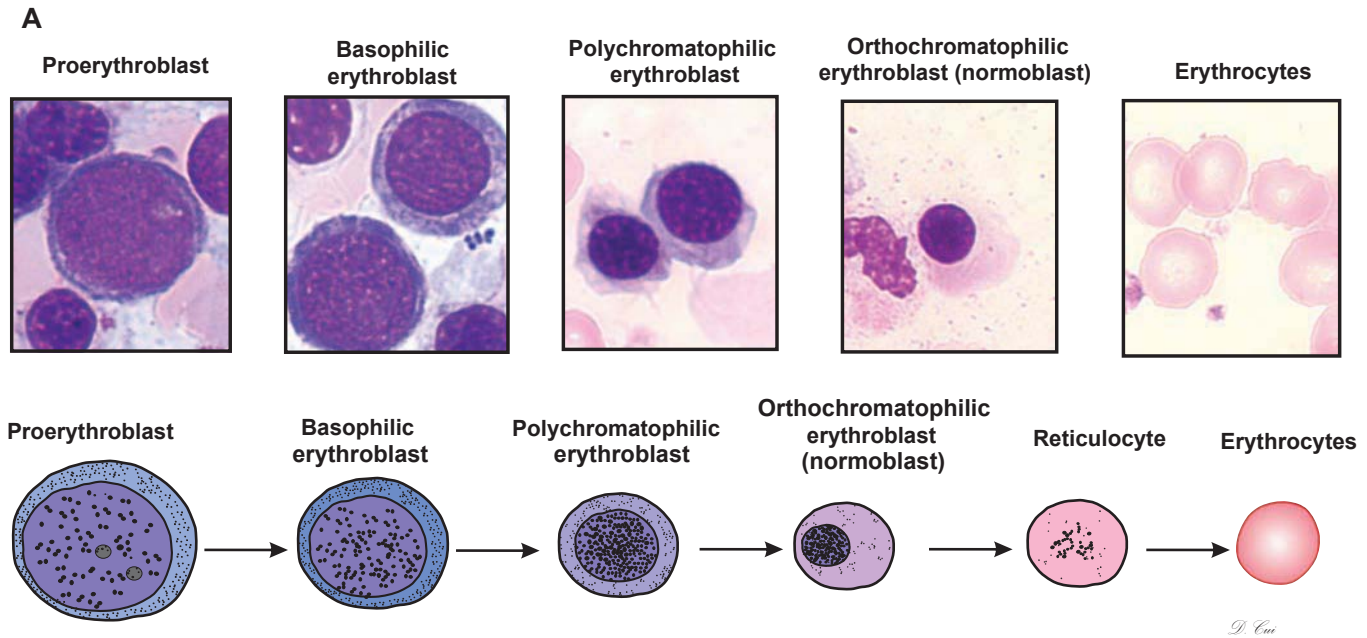 A
Proerythroblast
Basophilic
erythroblast
Polychromatophilic
erythroblast
Orthochromatophilic
erythroblast (normoblast)
Erythrocytes
Proerythroblast
Basophilic
erythroblast
Polychromatophilic
erythroblast
Orthochromatophilic
erythroblast
(normoblast)
Reticulocyte
Erythrocytes
D. Cui